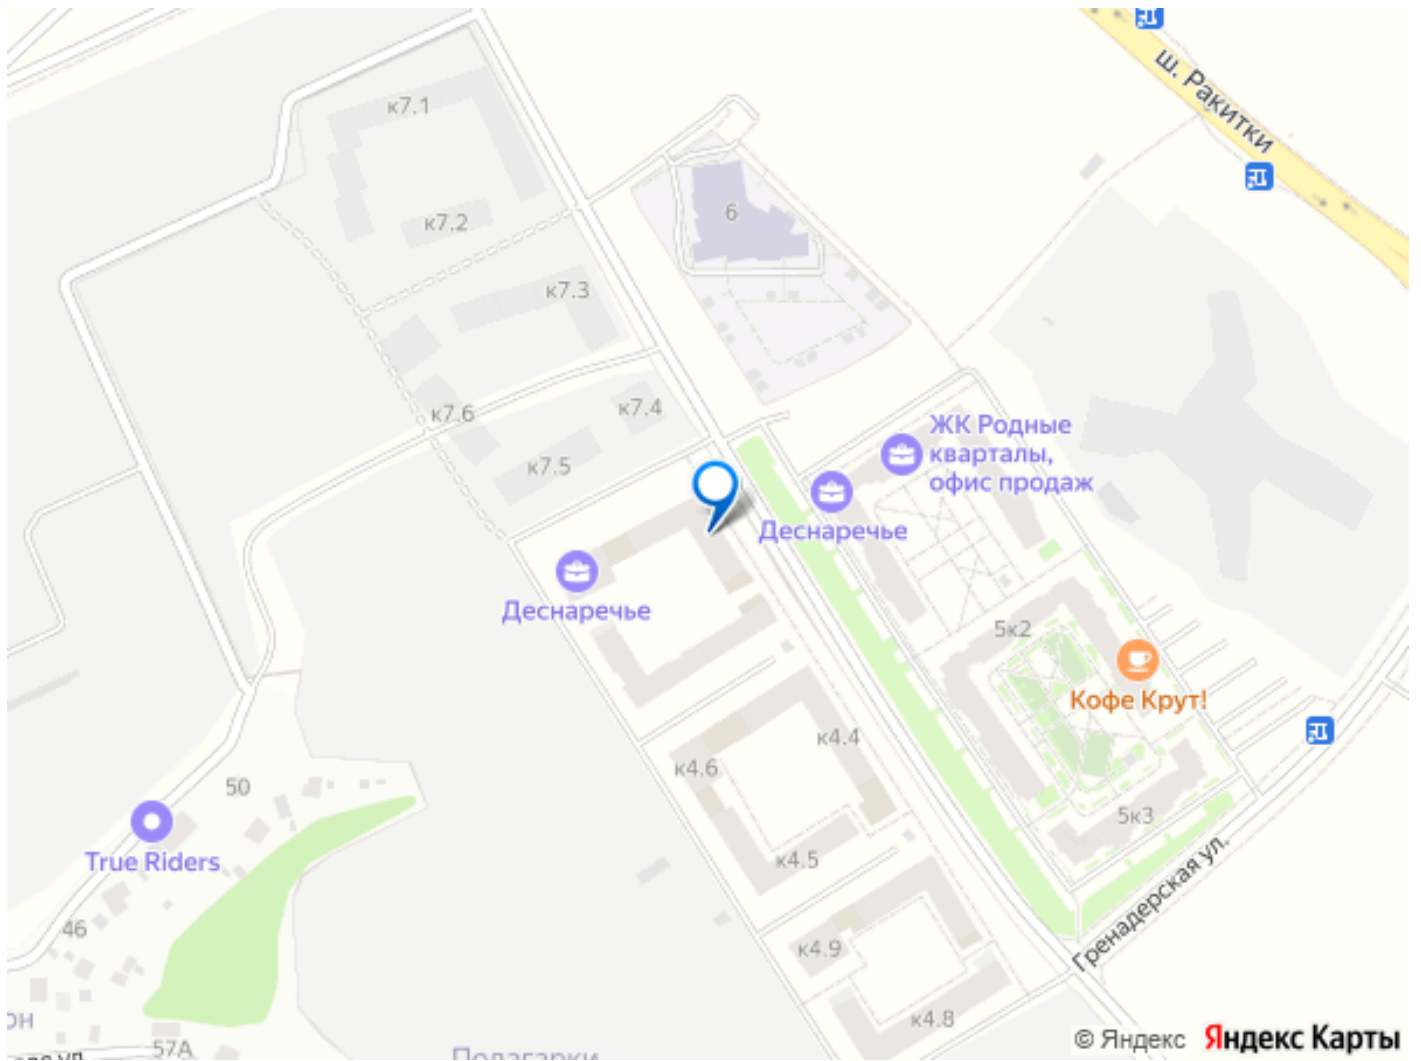 ш. Ракитки
к7.1
6
к7.2
к7.3
к7.4
к7.6
ЖК Родные
кварталы,
офис продаж
к7.5
Деснаречье
Деснаречье
5к2
Кофе Крут!
к4.4
к4.6
50
5к3
True Riders
к4.5
Гренадерская ул.
46
к4.9
к4.8
© Яндекс Яндекс Карты
57А